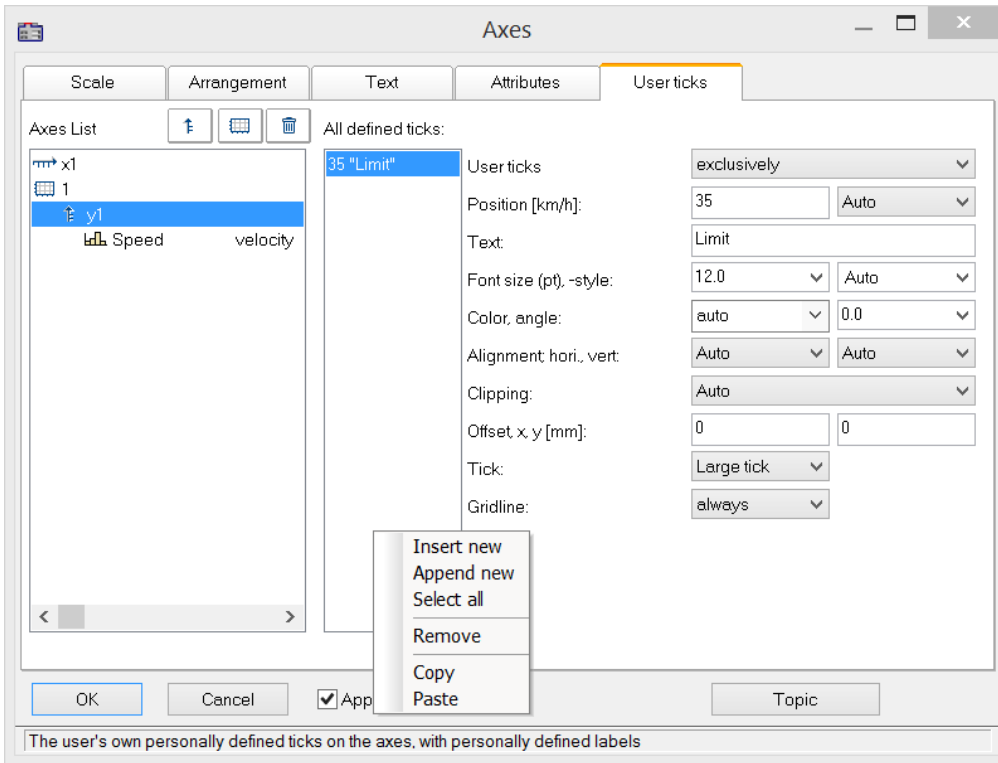 Axes
Scale
Arrangement
Text
Attributes
User ticks
Axes List
All defined ticks:
x1
1
y1
Speed velocity
35 "Limit"
User ticks exclusively
Position [km/h]: 35 Auto
Text: Limit
Font size (pt), -style: 12.0 Auto
Color, angle: auto 0.0
Alignment; hori., vert: Auto Auto
Clipping: Auto
Offset, x, y [mm]: 0 0
Tick: Large tick
Gridline: always
Insert new
Append new
Select all
Remove
Copy
Paste
OK
Cancel
App
Topic
The user's own personally defined ticks on the axes, with personally defined labels